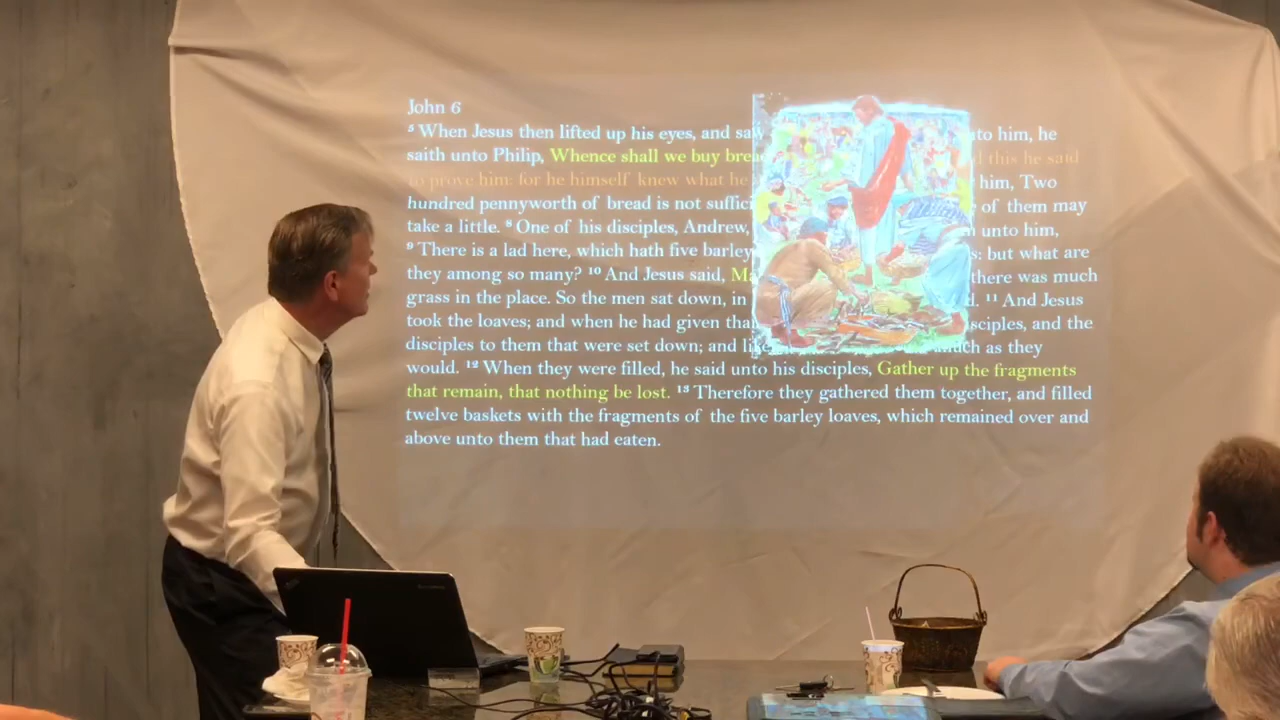 John 6
⁵ When Jesus then lifted up his eyes, and saw to him, he
saith unto Philip, Whence shall we buy bread this he said
to prove him: for he himself knew what he him, Two
hundred pennyworth of bread is not of them may
take a little. ⁸ One of his disciples, Andrew, unto him,
⁹ There is a lad here, which hath five barley but what are
they among so many? ¹⁰ And Jesus said, there was much
grass in the place. So the men sat down, in ¹¹ And Jesus
took the loaves; and when he had given and the
disciples to them that were set down; and as they
would. ¹² When they were filled, he said unto his disciples, Gather up the fragments
that remain, that nothing be lost. ¹³ Therefore they gathered them together, and filled
twelve baskets with the fragments of the five barley loaves, which remained over and
above unto them that had eaten.